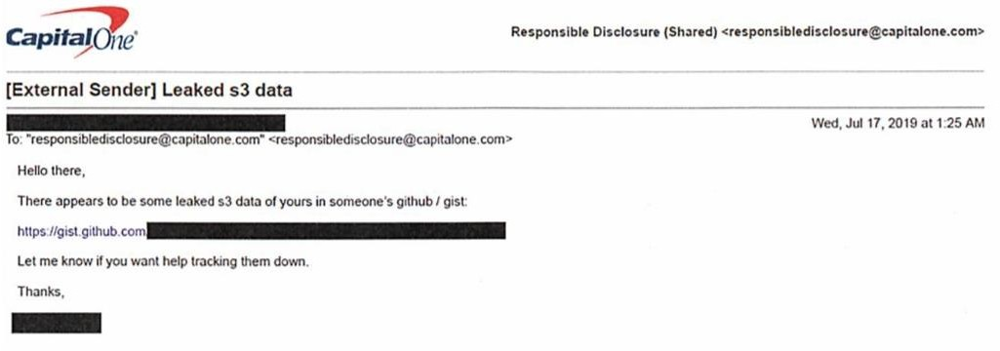 CapitalOne
Responsible Disclosure (Shared) <responsibledisclosure@capitalone.com>
[External Sender] Leaked s3 data
Wed, Jul 17, 2019 at 1:25 AM
To: "responsibledisclosure@capitalone.com" <responsibledisclosure@capitalone.com>
Hello there,
There appears to be some leaked s3 data of yours in someone's github / gist:
https://gist.github.com
Let me know if you want help tracking them down.
Thanks,